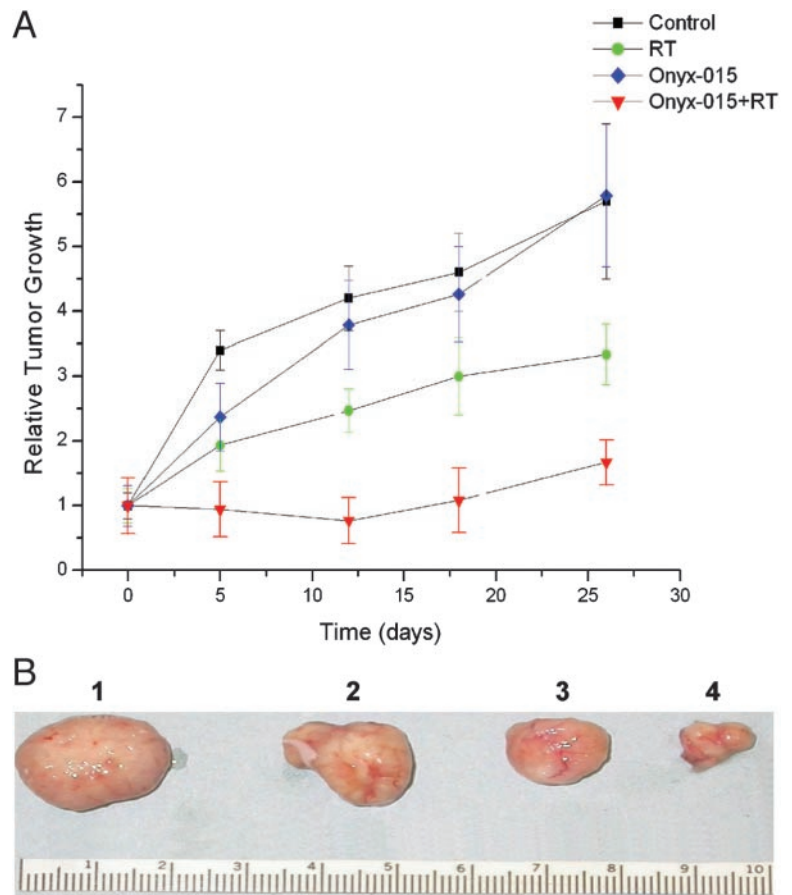 A
Control
RT
Onyx-015
Onyx-015+RT
7
6
5
4
3
2
1
0
Relative Tumor Growth
0 5 10 15 20 25 30
Time (days)
B
1 2 3 4
1 2 3 4 5 6 7 8 9 10